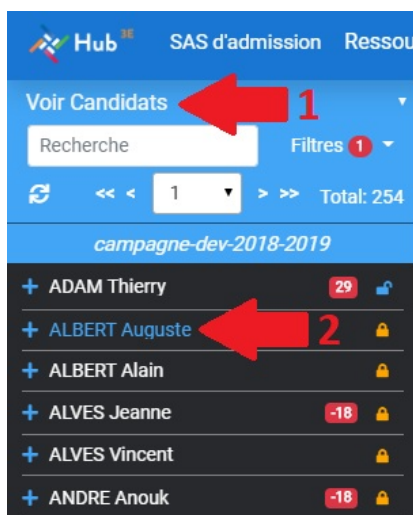 Hub 3E SAS d'admission Ressou
Voir Candidats 1
Recherche Filtres 1
<< < 1 > >> Total: 254
campagne-dev-2018-2019
+ ADAM Thierry 29
+ ALBERT Auguste 2
+ ALBERT Alain
+ ALVES Jeanne -18
+ ALVES Vincent
+ ANDRE Anouk -18